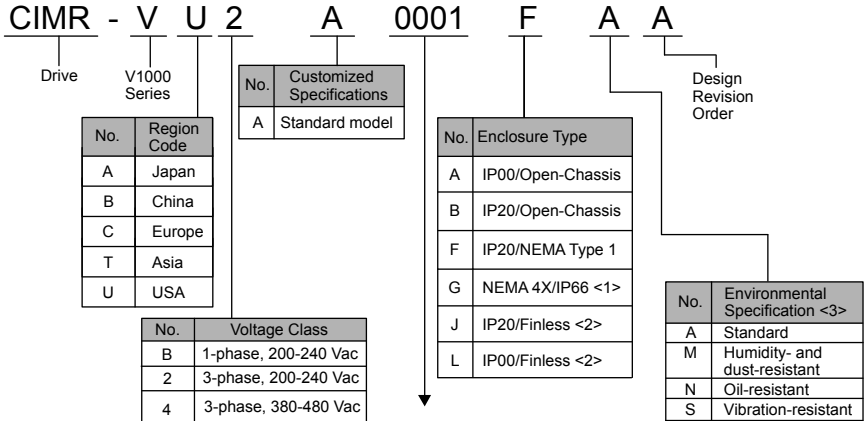 CIMR - V U 2 A 0001 F A A
Drive
V1000
Series
Design
Revision
Order
No. Customized
Specifications
A Standard model
No. Region
Code
A Japan
B China
C Europe
T Asia
U USA
No. Enclosure Type
A IP00/Open-Chassis
B IP20/Open-Chassis
F IP20/NEMA Type 1
G NEMA 4X/IP66 <1>
J IP20/Finless <2>
L IP00/Finless <2>
No. Voltage Class
B 1-phase, 200-240 Vac
2 3-phase, 200-240 Vac
4 3-phase, 380-480 Vac
No. Environmental
Specification <3>
A Standard
M Humidity- and
dust-resistant
N Oil-resistant
S Vibration-resistant